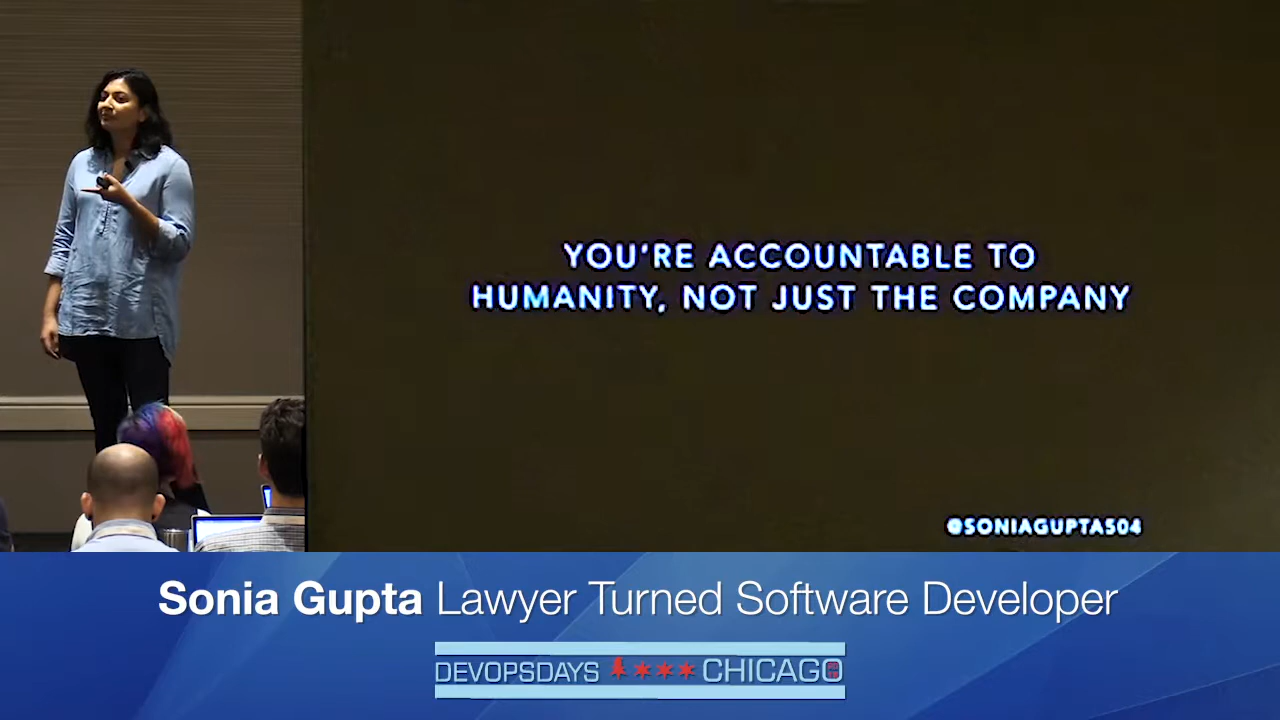 YOU'RE ACCOUNTABLE TO
HUMANITY, NOT JUST THE COMPANY
@SONIAGUPTA504
Sonia Gupta Lawyer Turned Software Developer
DEVOPSDAYS CHICAGO